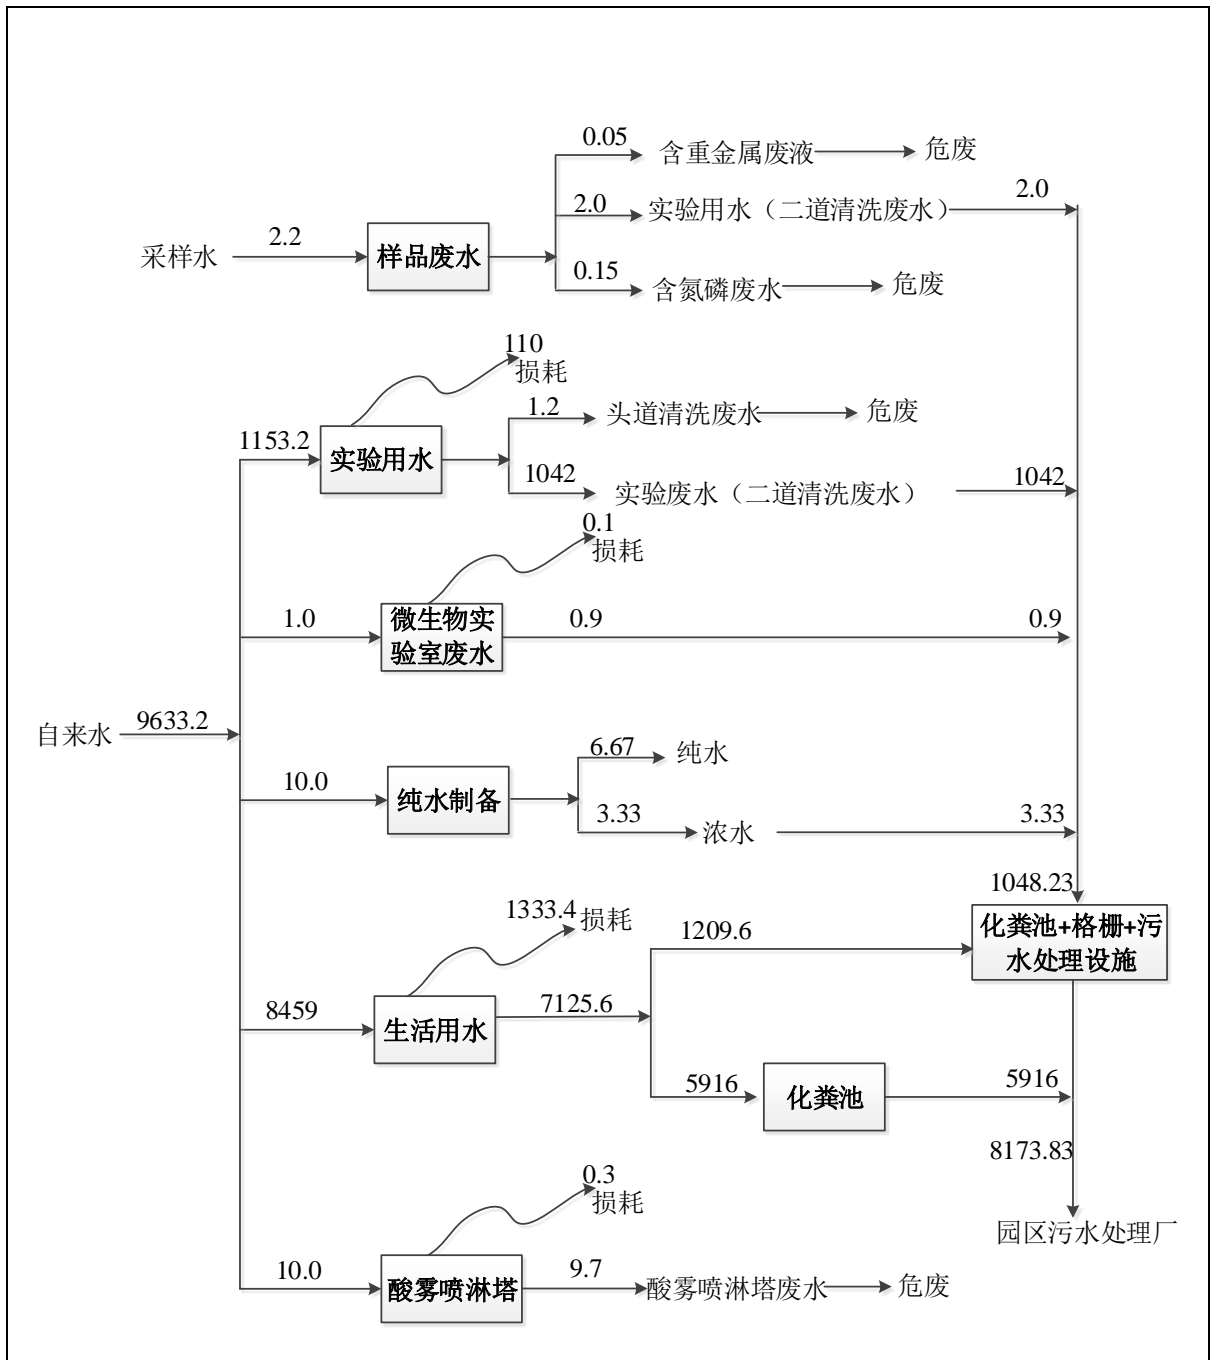 0.05
含重金属废液
危废
2.0
实验用水（二道清洗废水）
2.0
采样水
2.2
样品废水
0.15
含氮磷废水
危废
110
损耗
1.2
头道清洗废水
危废
1153.2
实验用水
1042
实验废水（二道清洗废水）
1042
0.1
损耗
1.0
微生物实
验室废水
0.9
0.9
自来水
9633.2
6.67
纯水
10.0
纯水制备
3.33
浓水
3.33
1048.23
1333.4
损耗
1209.6
化粪池+格栅+污
水处理设施
8459
生活用水
7125.6
5916
化粪池
5916
8173.83
0.3
损耗
园区污水处理厂
10.0
酸雾喷淋塔
9.7
酸雾喷淋塔废水
危废